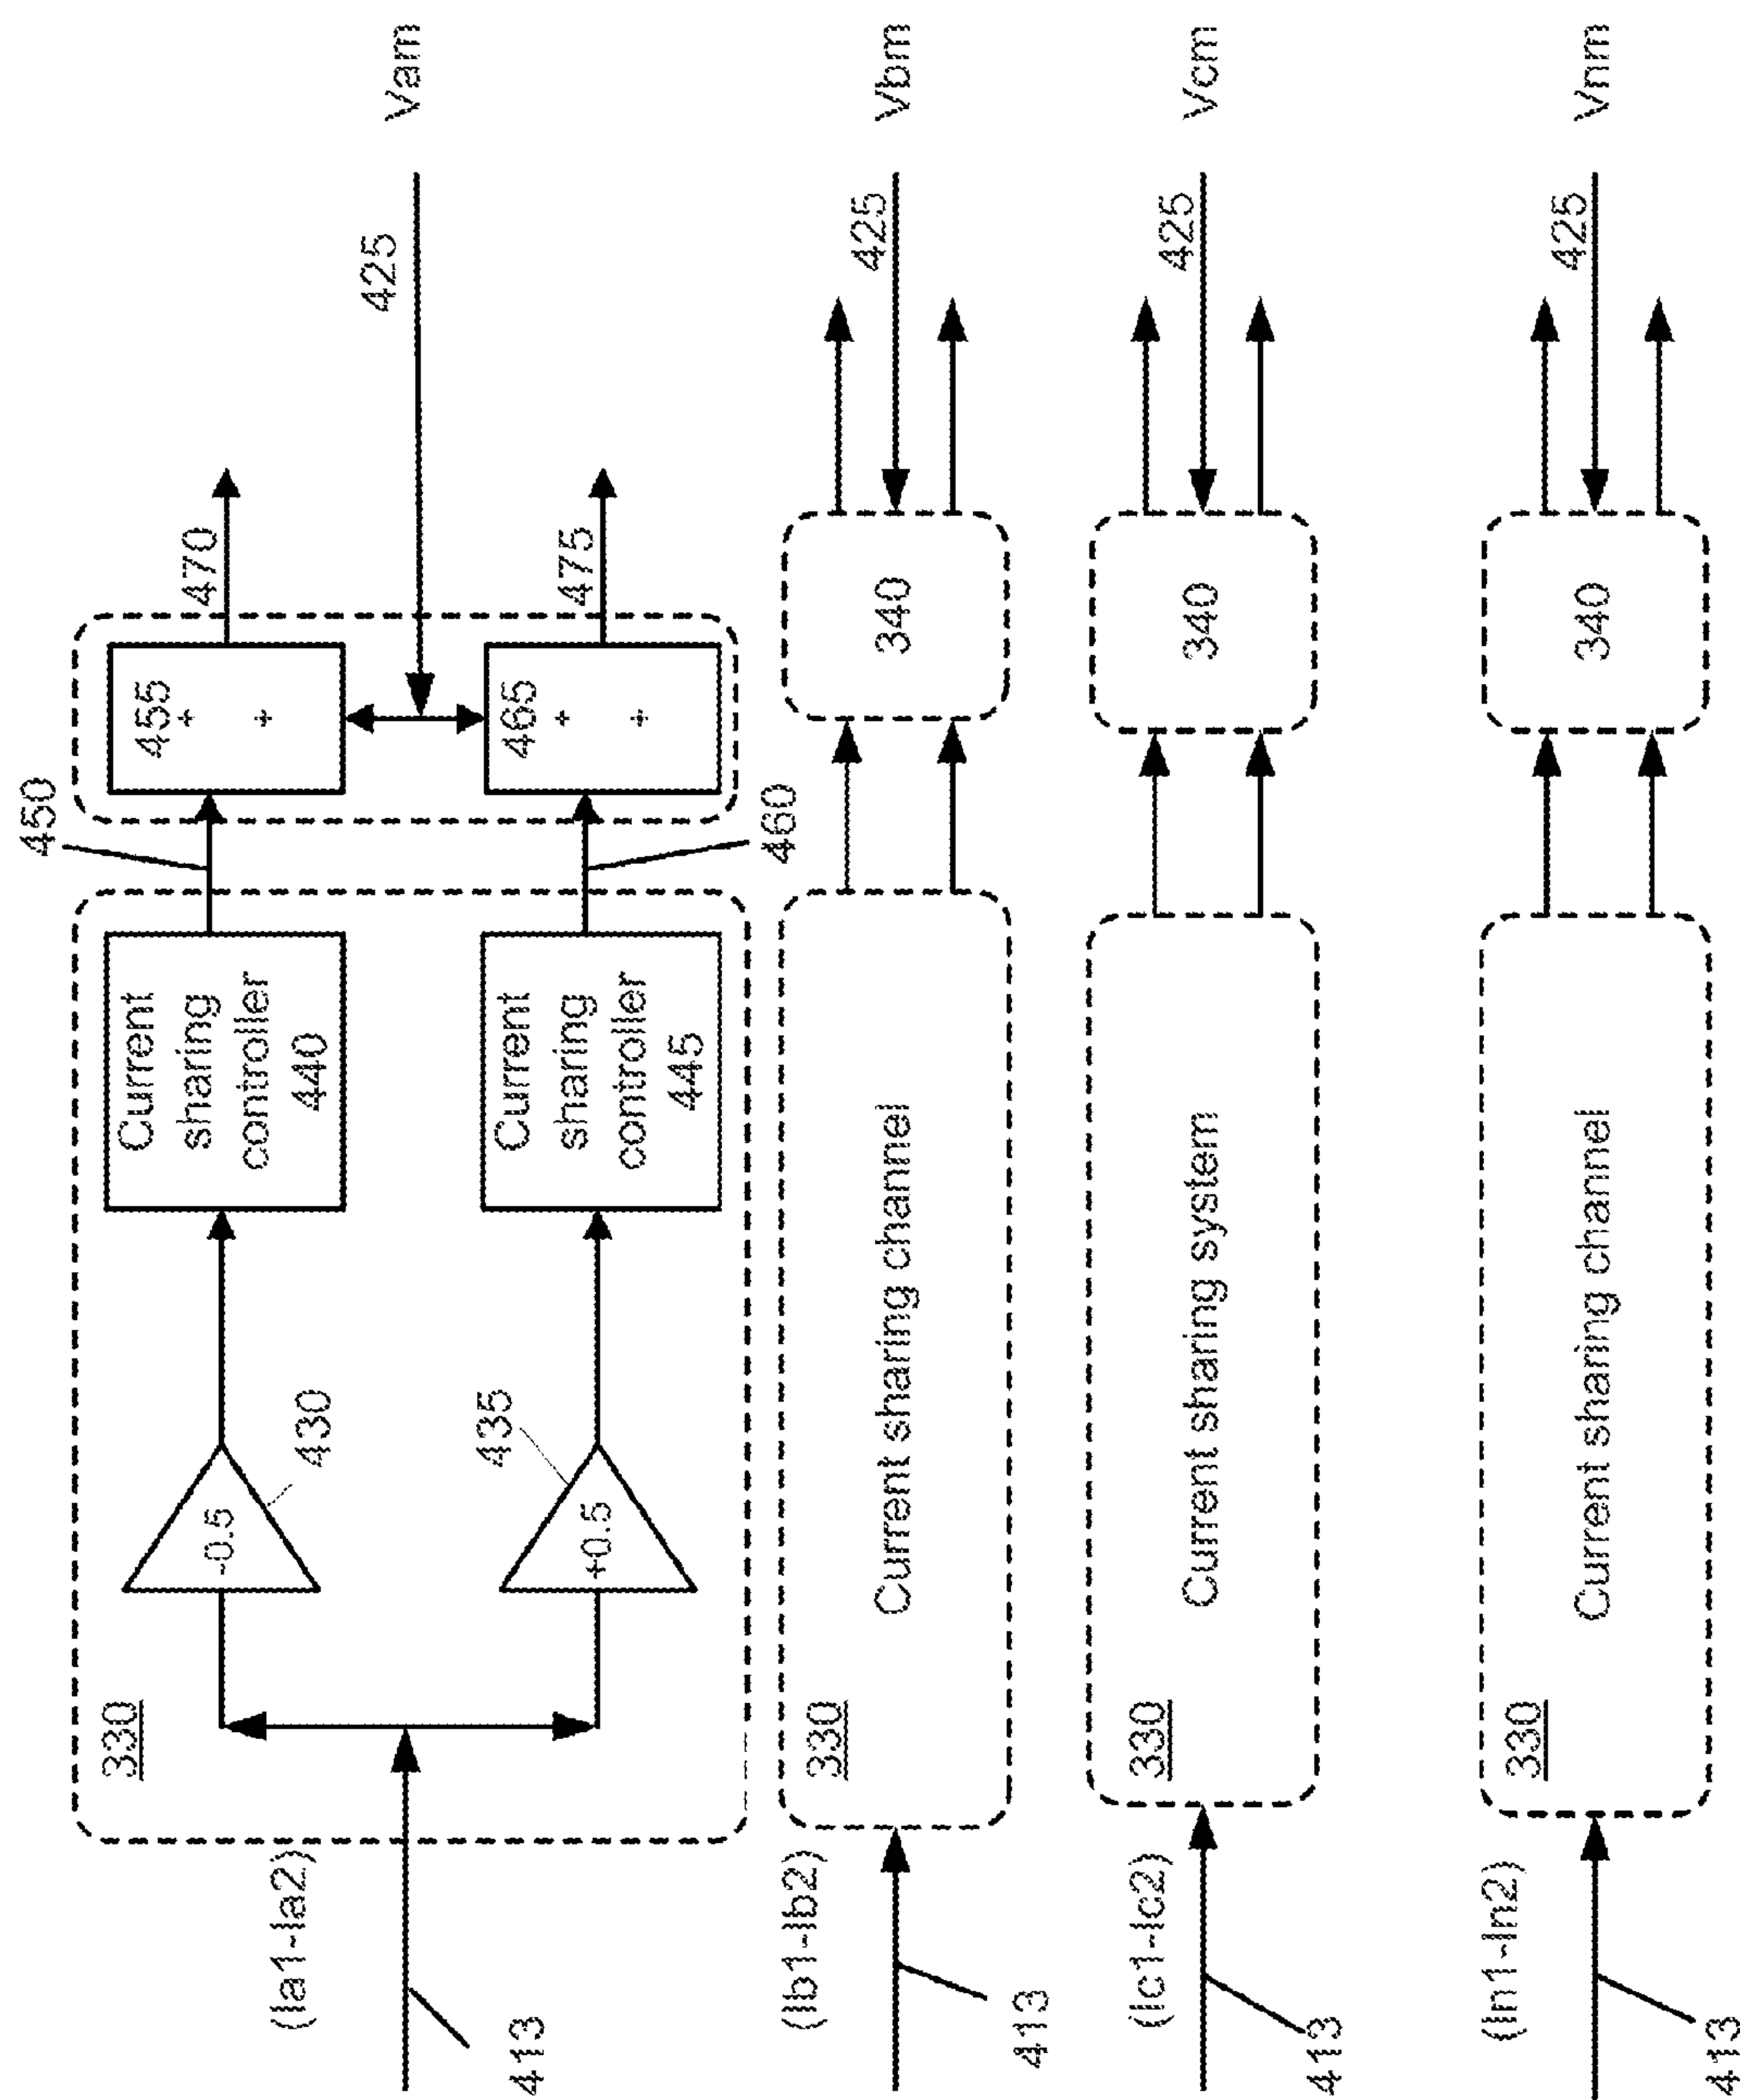 (Ia1-Ia2)
413
330
-0.5
430
+0.5
435
Current
sharing
controller
440
Current
sharing
controller
445
450
460
455
+
+
465
+
+
470
475
425
Vam
(Ib1-Ib2)
413
330
Current sharing channel
340
425
Vbm
(Ic1-Ic2)
413
330
Current sharing system
340
425
Vcm
(In1-In2)
413
330
Current sharing channel
340
425
Vnm